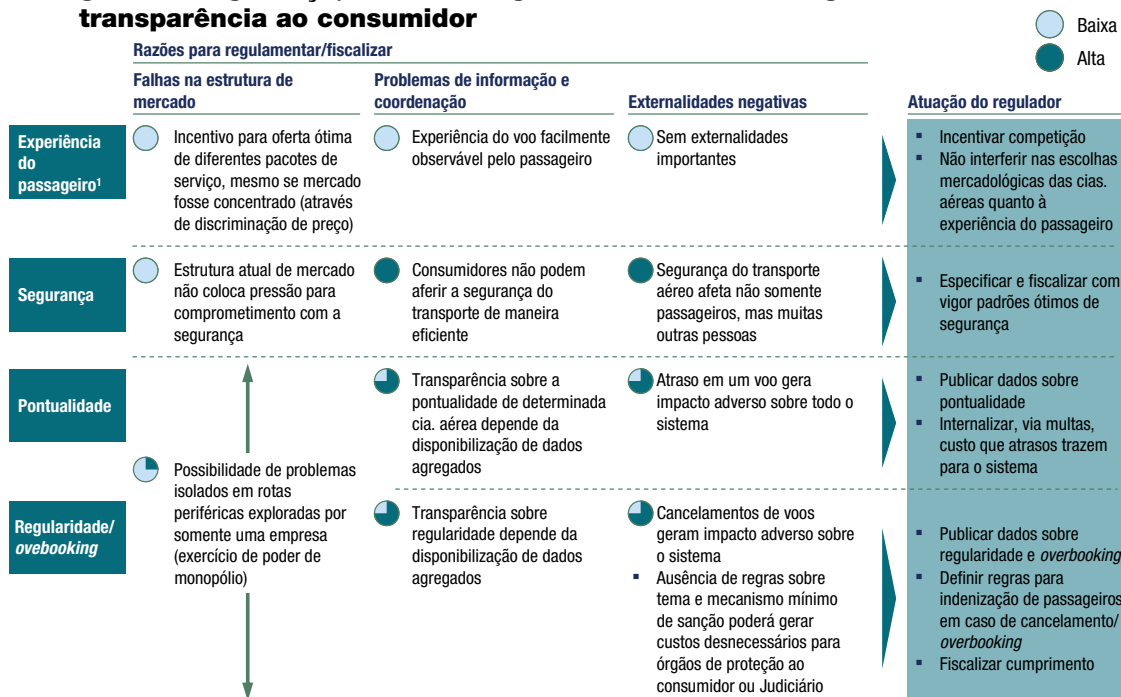 transparência ao consumidor
Baixa
Alta
Razões para regulamentar/fiscalizar
Falhas na estrutura de
mercado
Problemas de informação e
coordenação
Externalidades negativas
Atuação do regulador
Experiência
do
passageiro¹
Incentivo para oferta ótima
de diferentes pacotes de
serviço, mesmo se mercado
fosse concentrado (através
de discriminação de preço)
Experiência do voo facilmente
observável pelo passageiro
Sem externalidades
importantes
▪ Incentivar competição
▪ Não interferir nas escolhas
mercadológicas das cias.
aéreas quanto à
experiência do passageiro
Segurança
Estrutura atual de mercado
não coloca pressão para
comprometimento com a
segurança
Consumidores não podem
aferir a segurança do
transporte de maneira
eficiente
Segurança do transporte
aéreo afeta não somente
passageiros, mas muitas
outras pessoas
▪ Especificar e fiscalizar com
vigor padrões ótimos de
segurança
Pontualidade
Transparência sobre a
pontualidade de determinada
cia. aérea depende da
disponibilização de dados
agregados
Atraso em um voo gera
impacto adverso sobre todo o
sistema
▪ Publicar dados sobre
pontualidade
▪ Internalizar, via multas,
custo que atrasos trazem
para o sistema
Possibilidade de problemas
isolados em rotas
periféricas exploradas por
somente uma empresa
(exercício de poder de
monopólio)
Regularidade/
ovebooking
Transparência sobre
regularidade depende da
disponibilização de dados
agregados
Cancelamentos de voos
geram impacto adverso sobre
o sistema
▪ Ausência de regras sobre
tema e mecanismo mínimo
de sanção poderá gerar
custos desnecessários para
órgãos de proteção ao
consumidor ou Judiciário
▪ Publicar dados sobre
regularidade e overbooking
▪ Definir regras para
indenização de passageiros
em caso de cancelamento/
overbooking
▪ Fiscalizar cumprimento